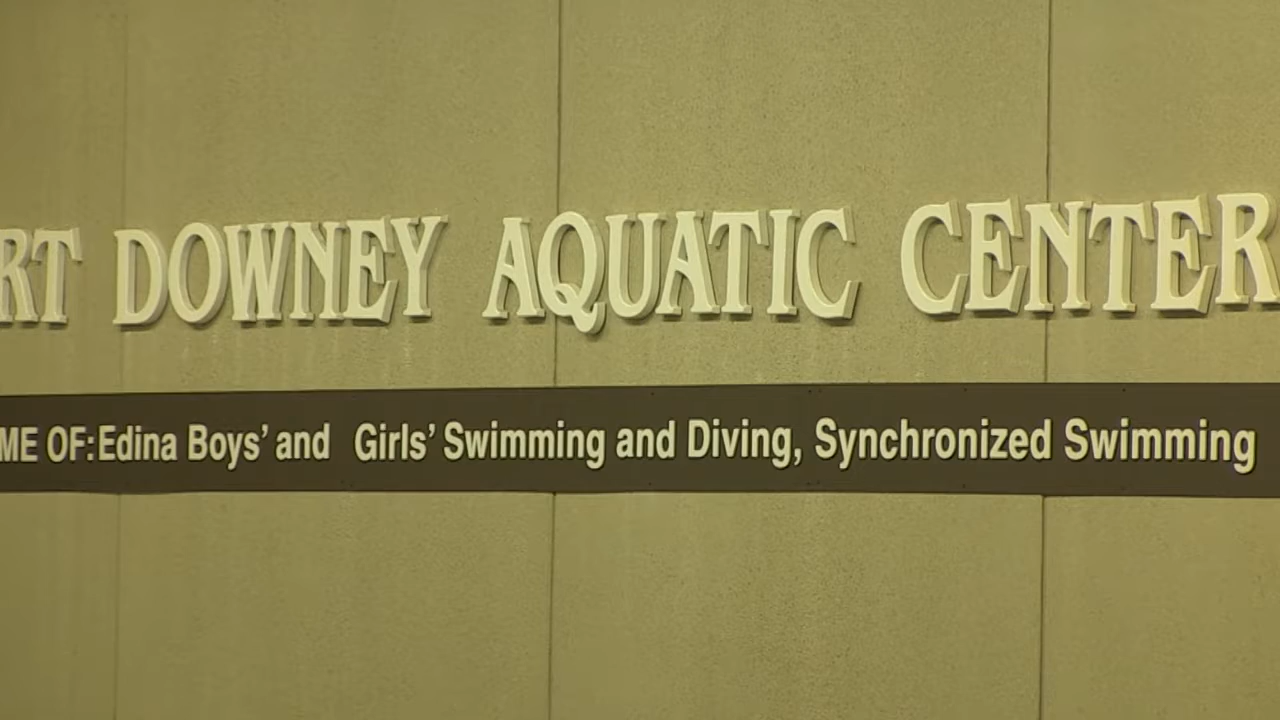 RT DOWNEY AQUATIC CENTER
ME OF: Edina Boys' and Girls' Swimming and Diving, Synchronized Swimming